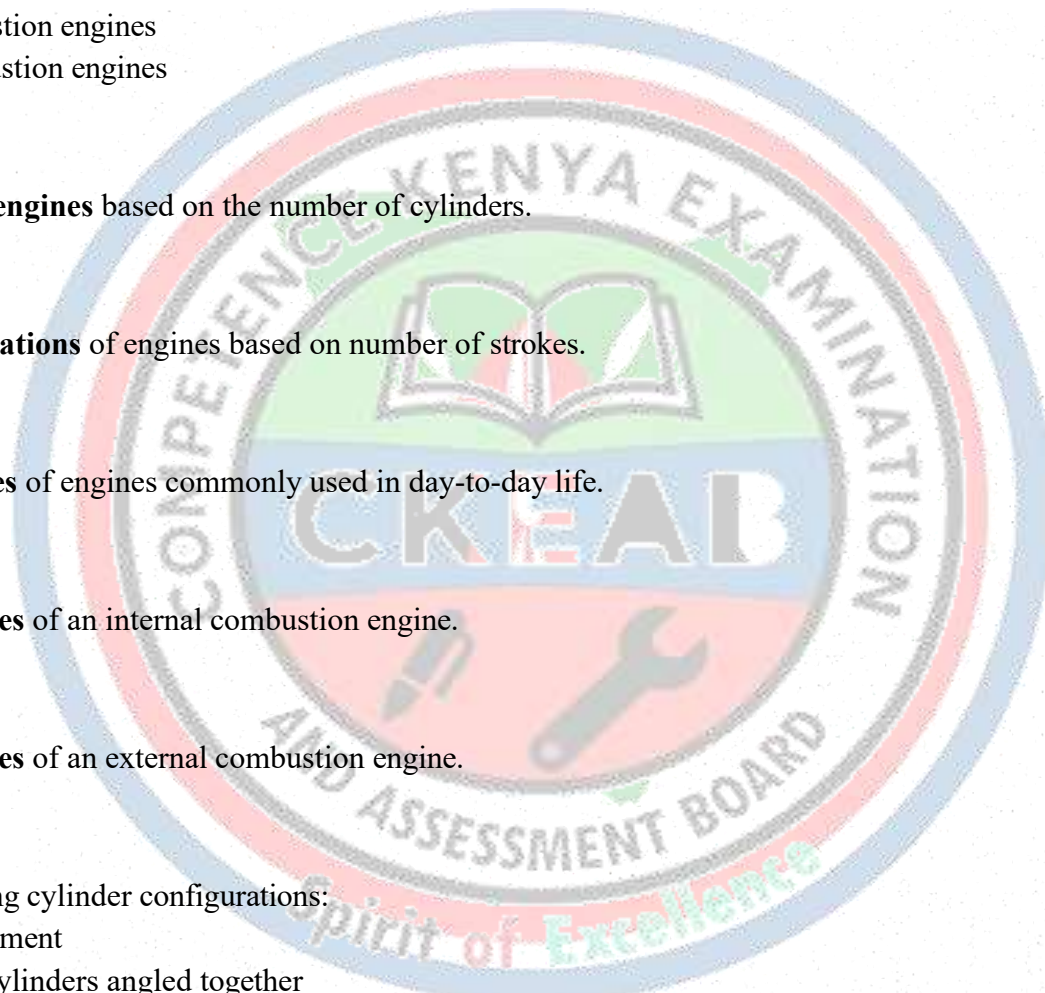 stion engines
ustion engines
engines based on the number of cylinders.
ations of engines based on number of strokes.
es of engines commonly used in day-to-day life.
es of an internal combustion engine.
es of an external combustion engine.
ng cylinder configurations:
ment
ylinders angled together
COMPETENCE KENYA EXAMINATION
CKEAB
AND ASSESSMENT BOARD
Spirit of Excellence